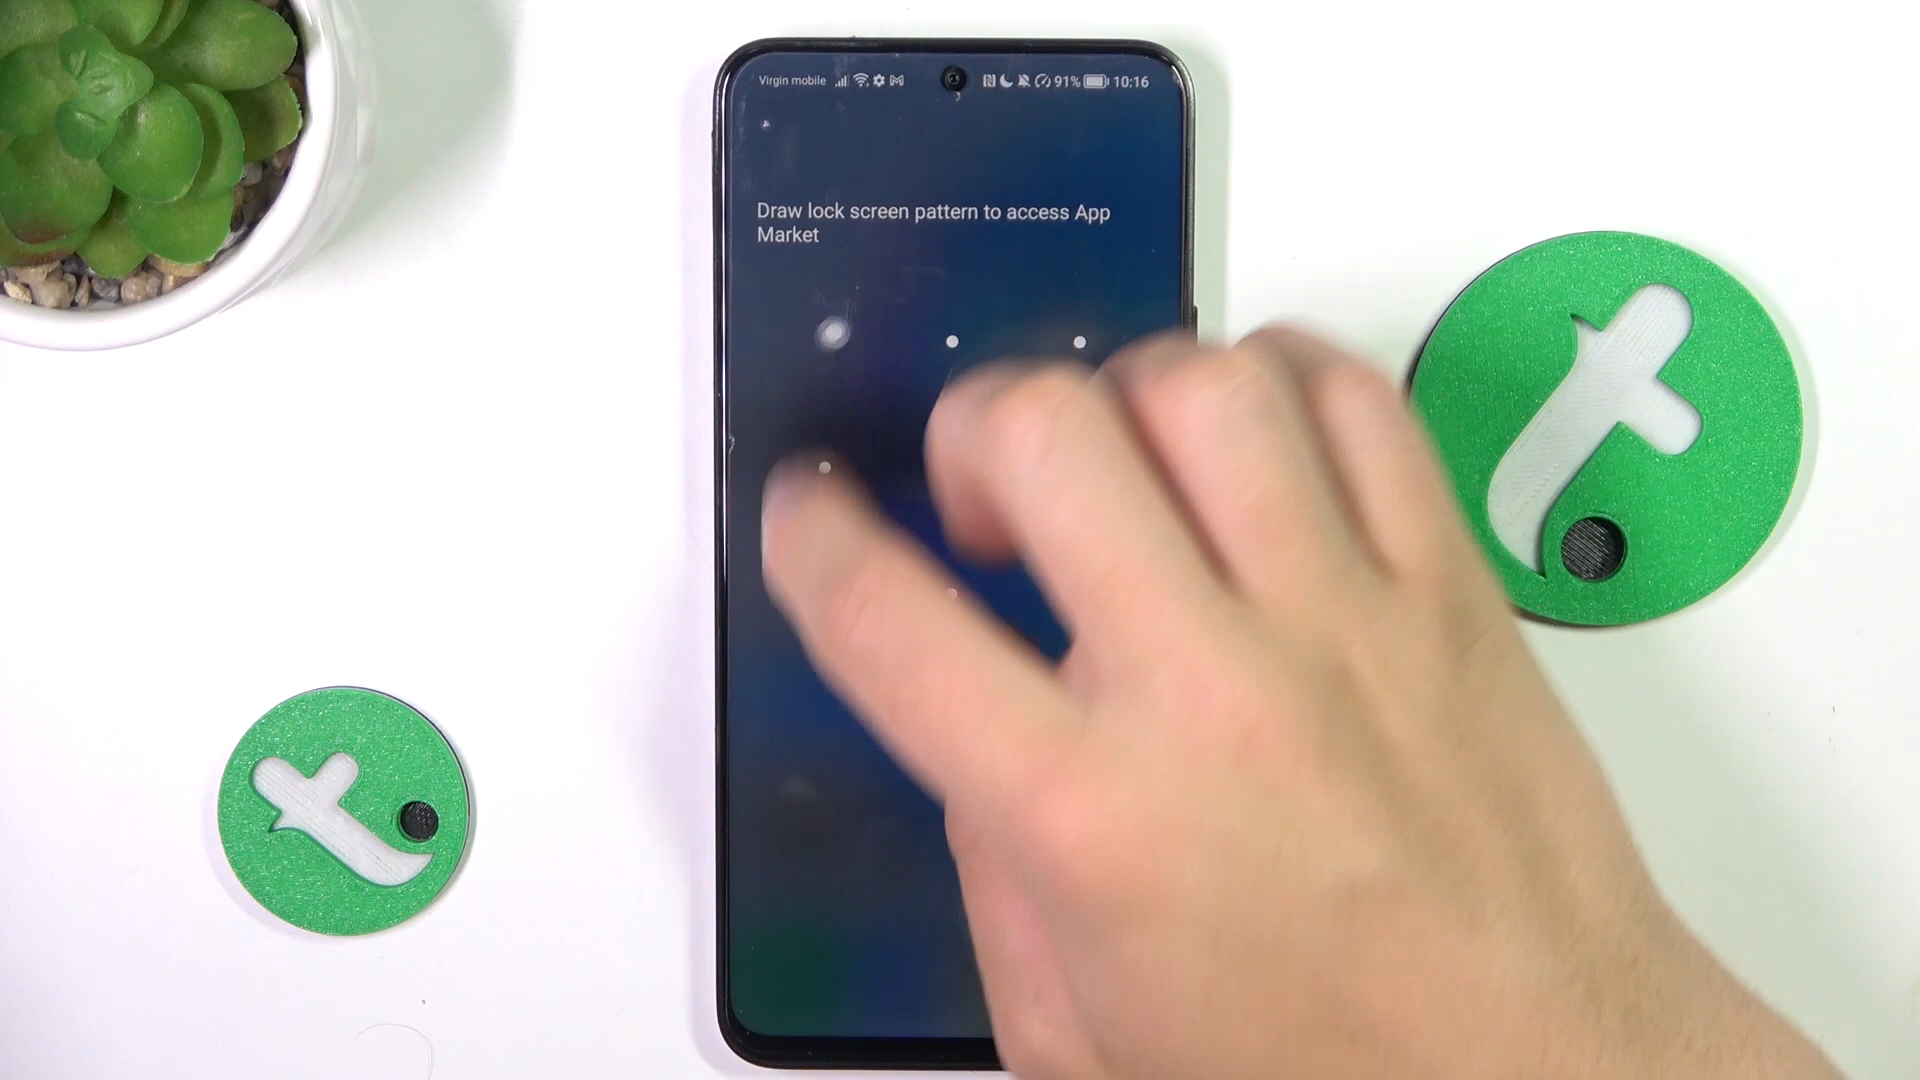 Virgin mobile 91% 10:16
Draw lock screen pattern to access App
Market
t
t